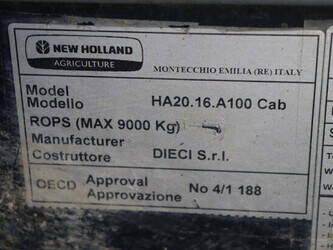 NEW HOLLAND
AGRICULTURE
MONTECCHIO EMILIA (RE) ITALY
Model
Modello HA20.16.A100 Cab
ROPS (MAX 9000 Kg)
Manufacturer
Costruttore DIECI S.r.l.
OECD Approval
Approvazione No 4/1 188